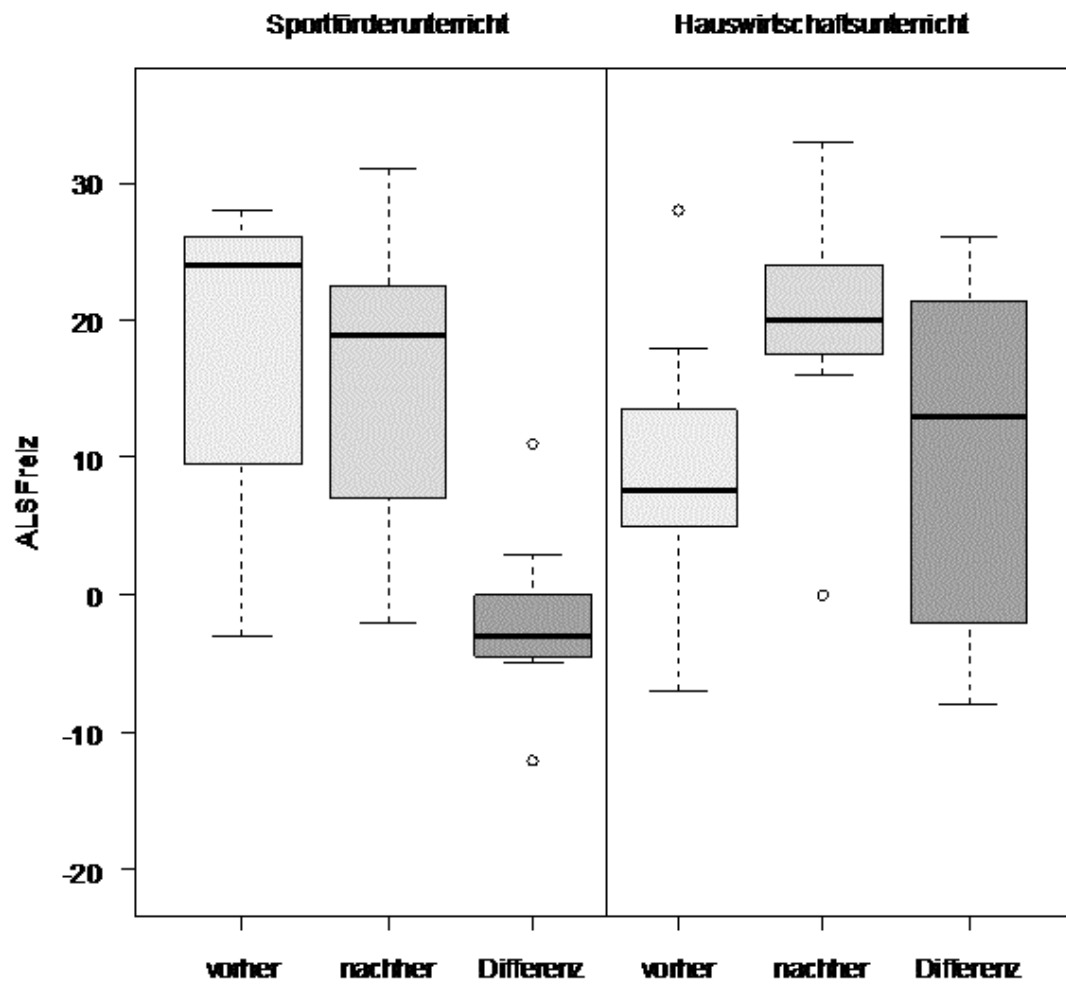 Sportförderunterricht Hauswirtschaftsunterricht
30
20
10
0
-10
-20
ALSFreiz
vorher nachher Differenz vorher nachher Differenz